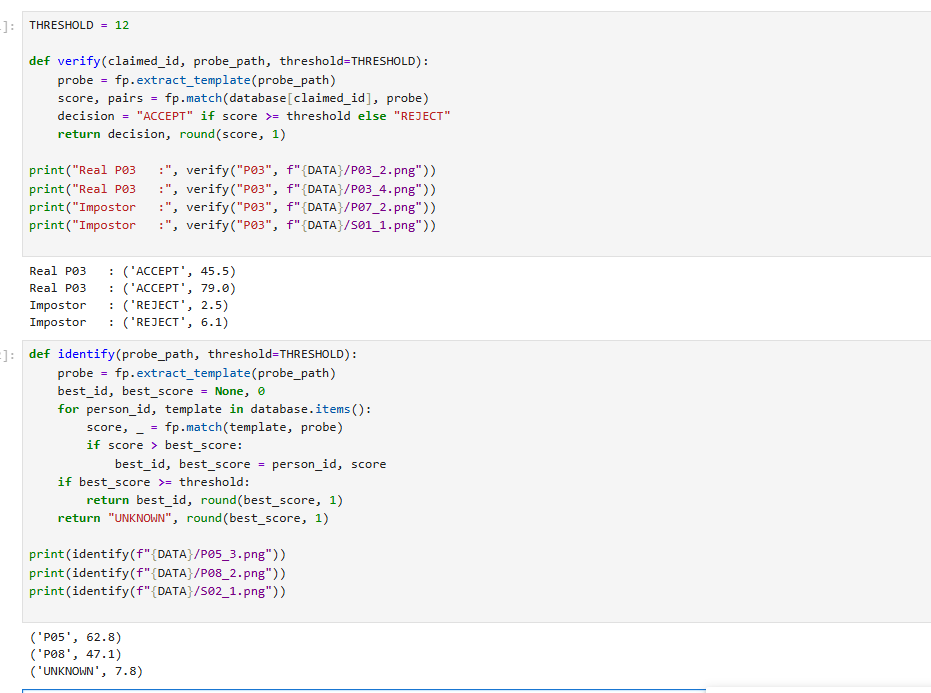 ]:
THRESHOLD = 12
def verify(claimed_id, probe_path, threshold=THRESHOLD):
    probe = fp.extract_template(probe_path)
    score, pairs = fp.match(database[claimed_id], probe)
    decision = "ACCEPT" if score >= threshold else "REJECT"
    return decision, round(score, 1)
print("Real P03   :", verify("P03", f"{DATA}/P03_2.png"))
print("Real P03   :", verify("P03", f"{DATA}/P03_4.png"))
print("Impostor   :", verify("P03", f"{DATA}/P07_2.png"))
print("Impostor   :", verify("P03", f"{DATA}/S01_1.png"))
Real P03   : ('ACCEPT', 45.5)
Real P03   : ('ACCEPT', 79.0)
Impostor   : ('REJECT', 2.5)
Impostor   : ('REJECT', 6.1)
]:
def identify(probe_path, threshold=THRESHOLD):
    probe = fp.extract_template(probe_path)
    best_id, best_score = None, 0
    for person_id, template in database.items():
        score, _ = fp.match(template, probe)
        if score > best_score:
            best_id, best_score = person_id, score
    if best_score >= threshold:
        return best_id, round(best_score, 1)
    return "UNKNOWN", round(best_score, 1)
print(identify(f"{DATA}/P05_3.png"))
print(identify(f"{DATA}/P08_2.png"))
print(identify(f"{DATA}/S02_1.png"))
('P05', 62.8)
('P08', 47.1)
('UNKNOWN', 7.8)